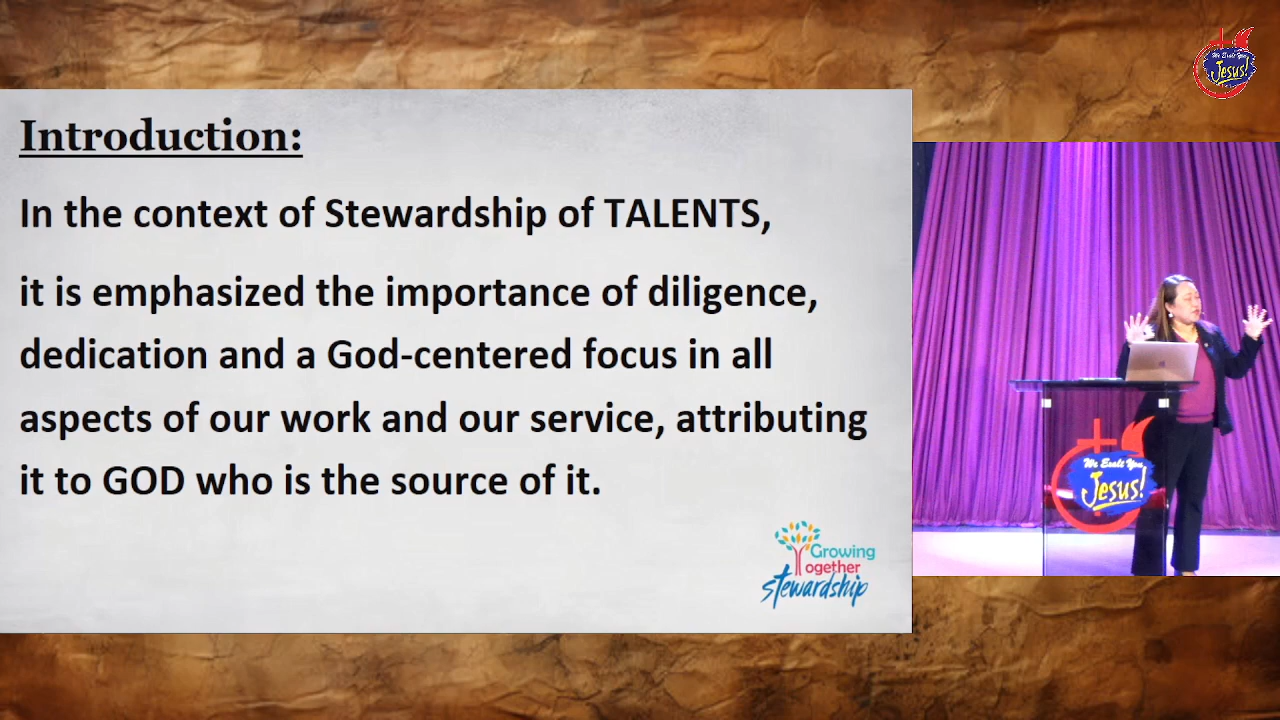 Introduction:
In the context of Stewardship of TALENTS,
it is emphasized the importance of diligence,
dedication and a God-centered focus in all
aspects of our work and our service, attributing
it to GOD who is the source of it.
Growing
Together
stewardship
We Exalt You
Jesus!
We Exalt You,
Jesus!